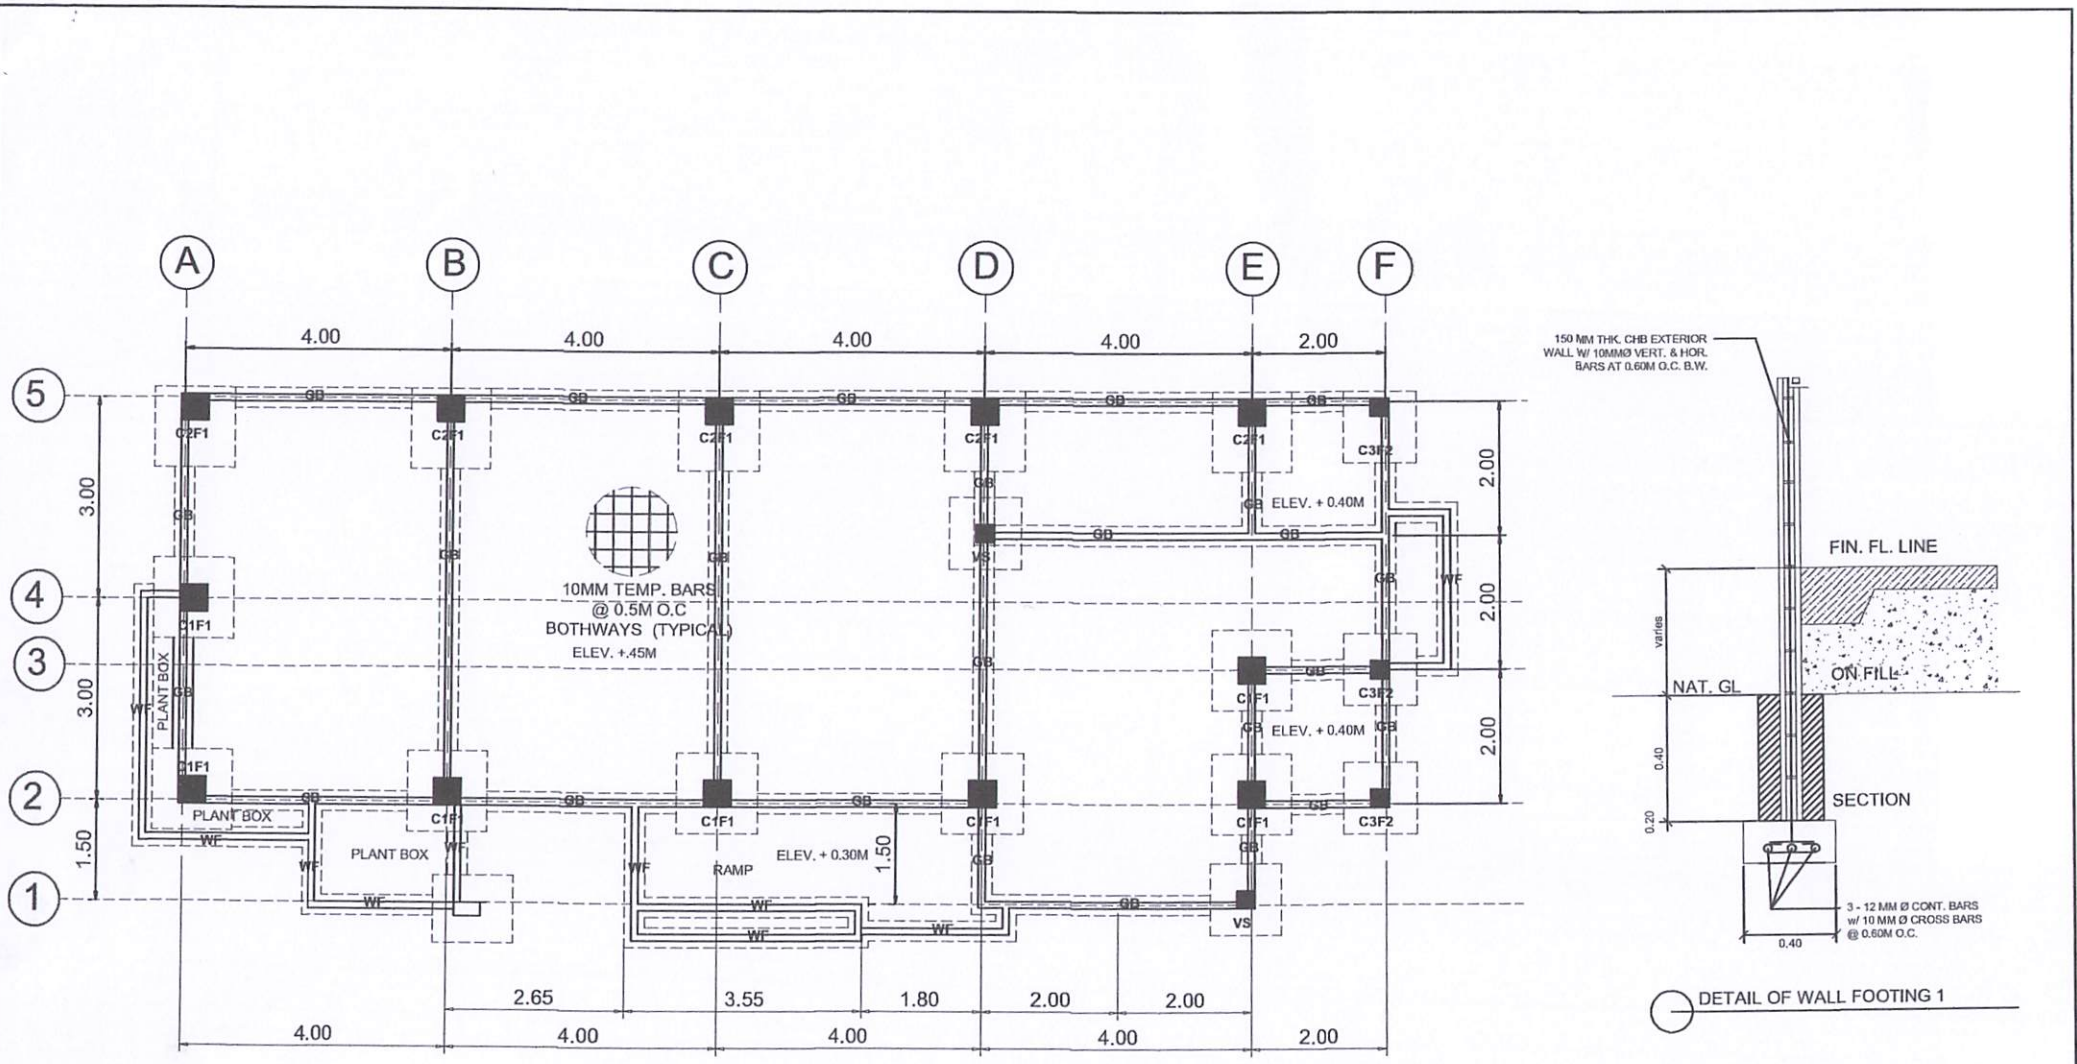 A
B
C
D
E
F
4.00
4.00
4.00
4.00
2.00
5
GB
GB
GB
GB
GB
C2F1
C2F1
C2F1
C2F1
C2F1
C3F2
3.00
GB
GB
GB
GB
GB
ELEV. + 0.40M
2.00
VS
GB
GB
10MM TEMP. BARS
@ 0.5M O.C
BOTHWAYS (TYPICAL)
ELEV. +.45M
GB
WF
2.00
4
C1F1
3
PLANT BOX
GB
WF
3.00
GB
GB
C1F1
C3F2
GB
ELEV. + 0.40M
GB
2.00
C1F1
2
GB
GB
GB
GB
PLANT BOX
C1F1
C1F1
C1F1
C1F1
C3F2
WF
WF
WF
PLANT BOX
1.50
WF
RAMP
ELEV. + 0.30M
1.50
GB
GB
1
WF
WF
WF
WF
GB
VS
2.65
3.55
1.80
2.00
2.00
4.00
4.00
4.00
4.00
2.00
150 MM THK. CHB EXTERIOR
WALL W/ 10MMØ VERT. & HOR.
BARS AT 0.60M O.C. B.W.
FIN. FL. LINE
varies
ON FILL
NAT. GL
0.40
SECTION
0.20
3 - 12 MM Ø CONT. BARS
w/ 10 MM Ø CROSS BARS
@ 0.60M O.C.
0.40
DETAIL OF WALL FOOTING 1